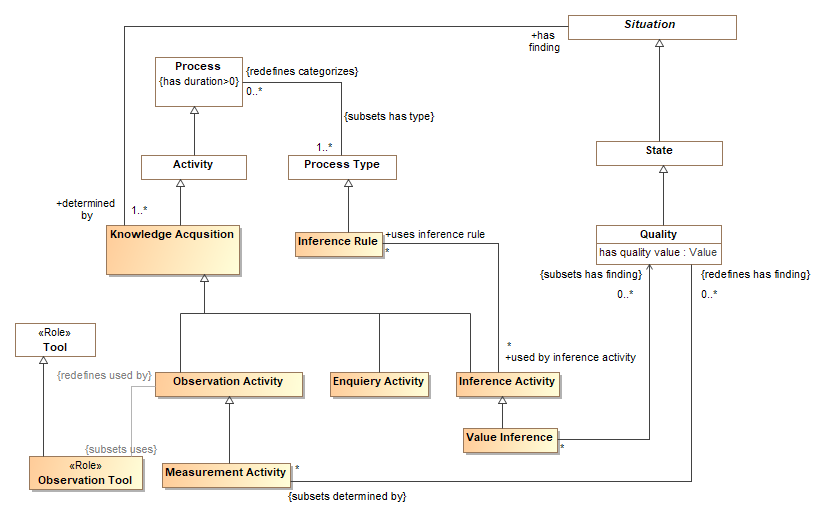 Situation
+has
finding
Process
{has duration>0}
{redefines categorizes}
0..*
{subsets has type}
1..*
Activity
Process Type
State
+determined
by
1..*
Knowledge Acqusition
Inference Rule
+uses inference rule
*
Quality
has quality value : Value
{subsets has finding}
0..*
{redefines has finding}
0..*
«Role»
Tool
*
+used by inference activity
{redefines used by}
Observation Activity
Enquiery Activity
Inference Activity
Value Inference
*
{subsets uses}
«Role»
Observation Tool
Measurement Activity
*
{subsets determined by}